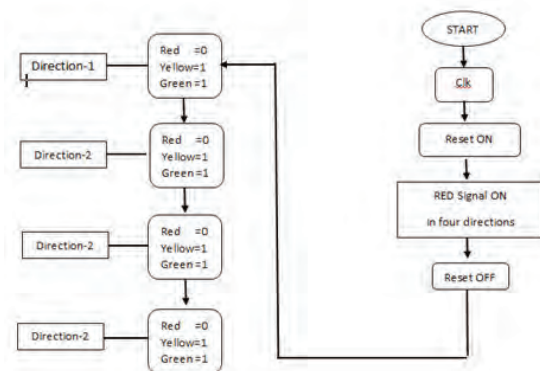 START
Clk
Reset ON
RED Signal ON
in four directions
Reset OFF
Direction-1
Red =0
Yellow=1
Green=1
Direction-2
Red =0
Yellow=1
Green=1
Direction-2
Red =0
Yellow=1
Green=1
Direction-2
Red =0
Yellow=1
Green=1